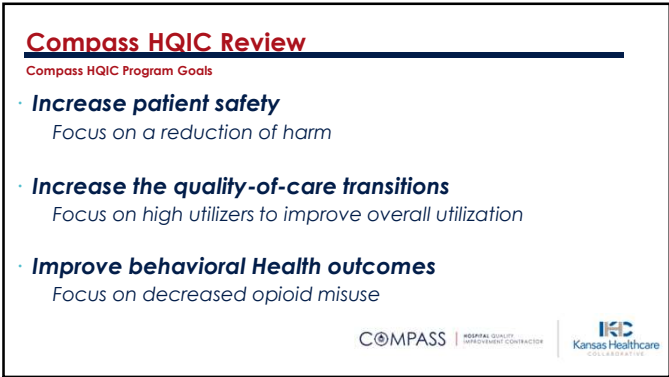 Compass HQIC Review
Compass HQIC Program Goals
· Increase patient safety
Focus on a reduction of harm
· Increase the quality-of-care transitions
Focus on high utilizers to improve overall utilization
· Improve behavioral Health outcomes
Focus on decreased opioid misuse
COMPASS
HOSPITAL QUALITY
IMPROVEMENT CONTRACTOR
KHC
Kansas Healthcare
COLLABORATIVE